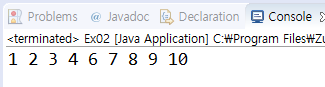 Problems @ Javadoc Declaration Console
<terminated> Ex02 [Java Application] C:₩Program Files₩Zu
1 2 3 4 6 7 8 9 10